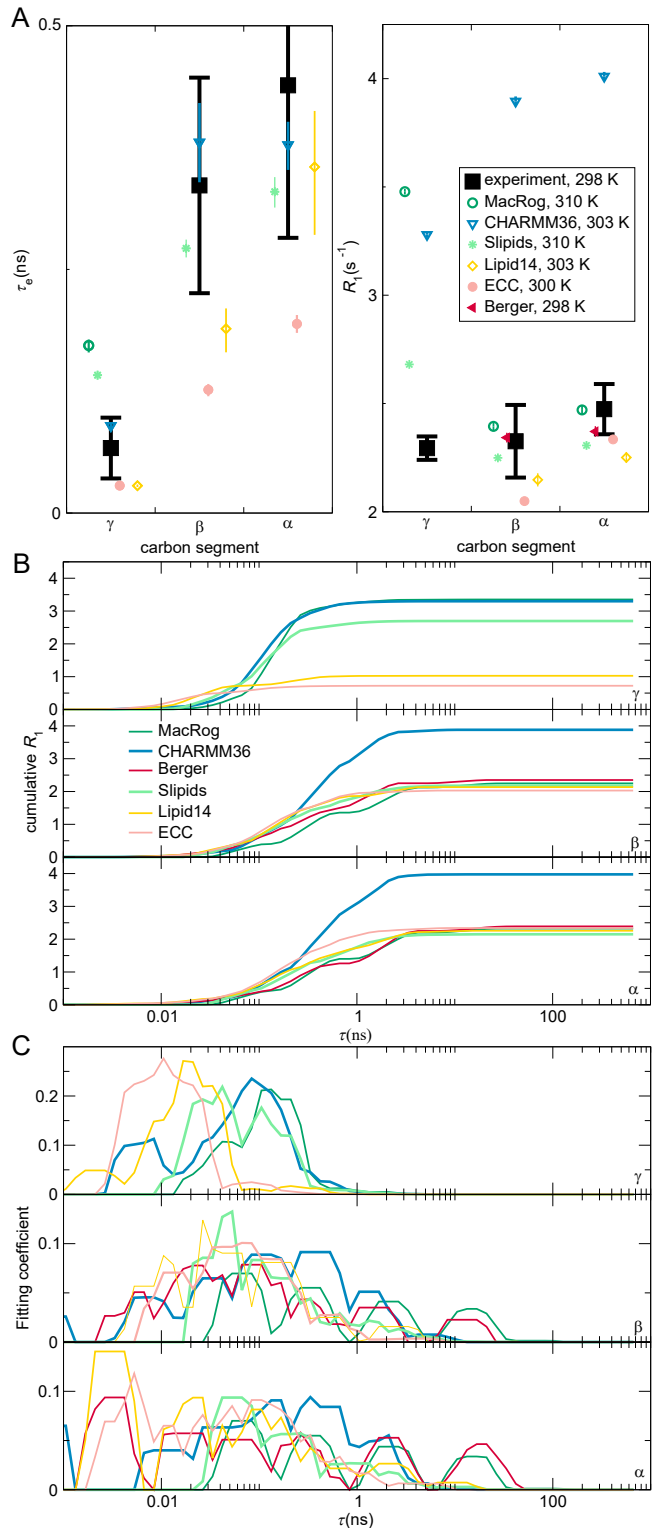 A
0.5
τe(ns)
0
γ
β
α
carbon segment
4
R1(s⁻¹)
3
2
γ
β
α
carbon segment
experiment, 298 K
MacRog, 310 K
CHARMM36, 303 K
Slipids, 310 K
Lipid14, 303 K
ECC, 300 K
Berger, 298 K
B
4
3
2
1
0
γ
cumulative R1
4
3
2
1
0
MacRog
CHARMM36
Berger
Slipids
Lipid14
ECC
β
4
3
2
1
0
α
0.01
1
100
τ(ns)
C
0.2
0.1
0
γ
Fitting coefficient
0.1
0
β
0.1
0
α
0.01
1
100
τ(ns)